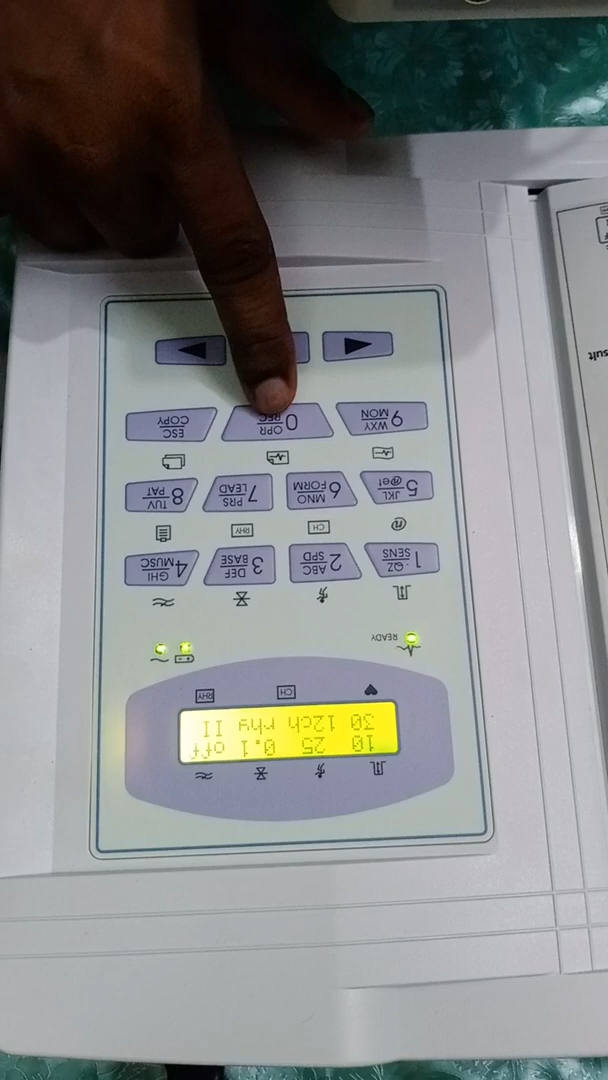 10 25 0.1 off
30 12ch rhy II
CH RHY
READY
1 .QZ SENS
2 ABC SPD
3 DEF BASE
4 GHI MUSC
@ CH RHY
5 JKL @e!
6 MNO FORM
7 PRS LEAD
8 TUV PAT
9 WXY MON
0 OPR REC
ESC COPY